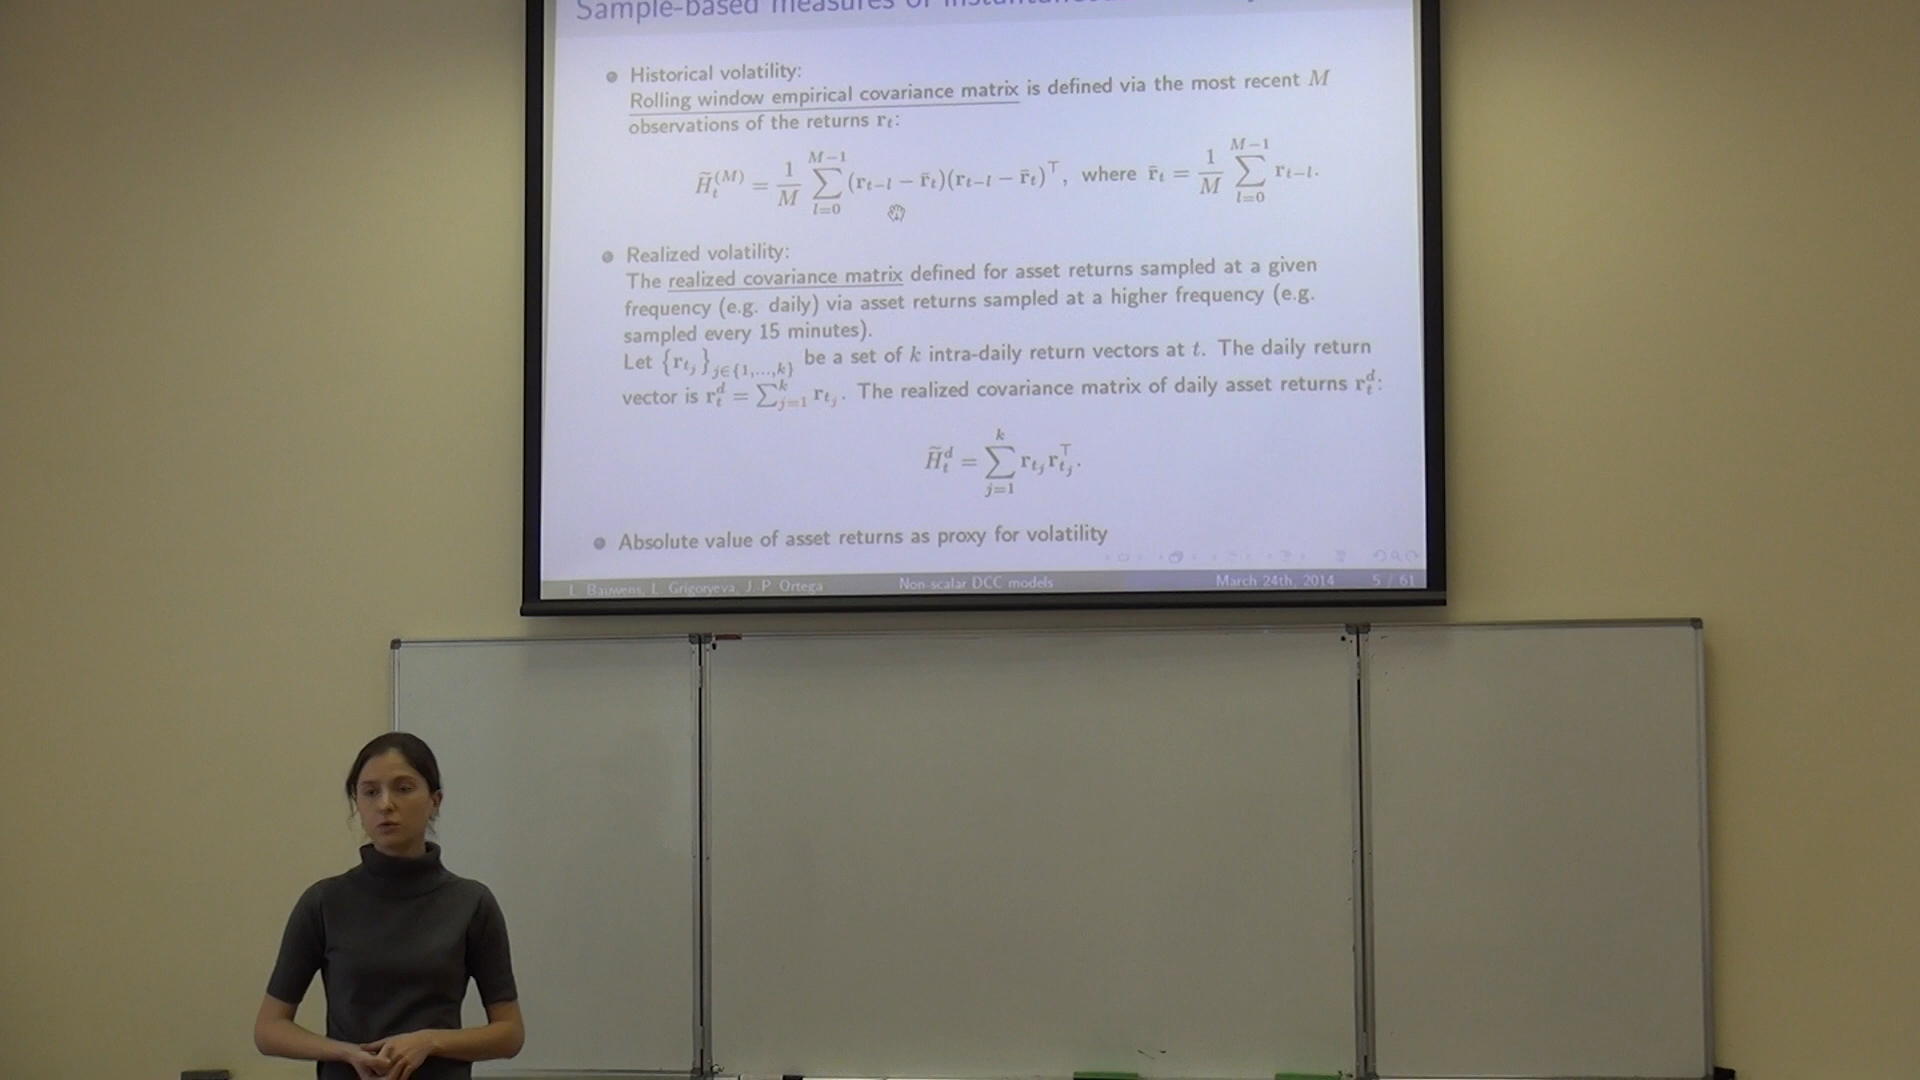 Sample-based measures of
Historical volatility:
Rolling window empirical covariance matrix is defined via the most recent M
observations of the returns r_t:
H̃_t^(M) = 1/M ∑_{l=0}^{M−1} (r_{t−l} − r̄_t)(r_{t−l} − r̄_t)^⊤, where r̄_t = 1/M ∑_{l=0}^{M−1} r_{t−l}.
Realized volatility:
The realized covariance matrix defined for asset returns sampled at a given
frequency (e.g. daily) via asset returns sampled at a higher frequency (e.g.
sampled every 15 minutes).
Let {r_{t_j}}_{j∈{1,...,k}} be a set of k intra-daily return vectors at t. The daily return
vector is r_t^d = ∑_{j=1}^k r_{t_j}. The realized covariance matrix of daily asset returns r_t^d:
H̃_t^d = ∑_{j=1}^k r_{t_j} r_{t_j}^⊤.
Absolute value of asset returns as proxy for volatility
L. Bauwens, L. Grigoryeva, J.-P. Ortega Non-scalar DCC models March 24th, 2014 5 / 61